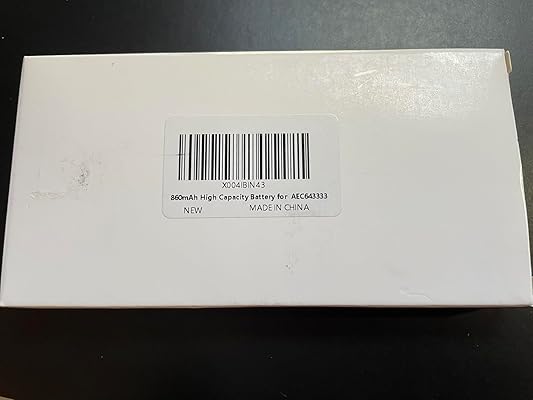 X004IBIN43
860mAh High Capacity Battery for AEC643333
NEW MADE IN CHINA